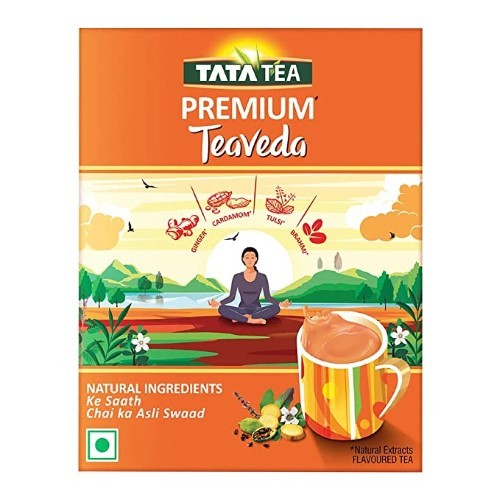 TATA TEA
PREMIUM*
Teaveda
GINGER* CARDAMOM* TULSI* BRAHMI*
NATURAL INGREDIENTS
Ke Saath
Chai ka Asli Swaad
*Natural Extracts
FLAVOURED TEA